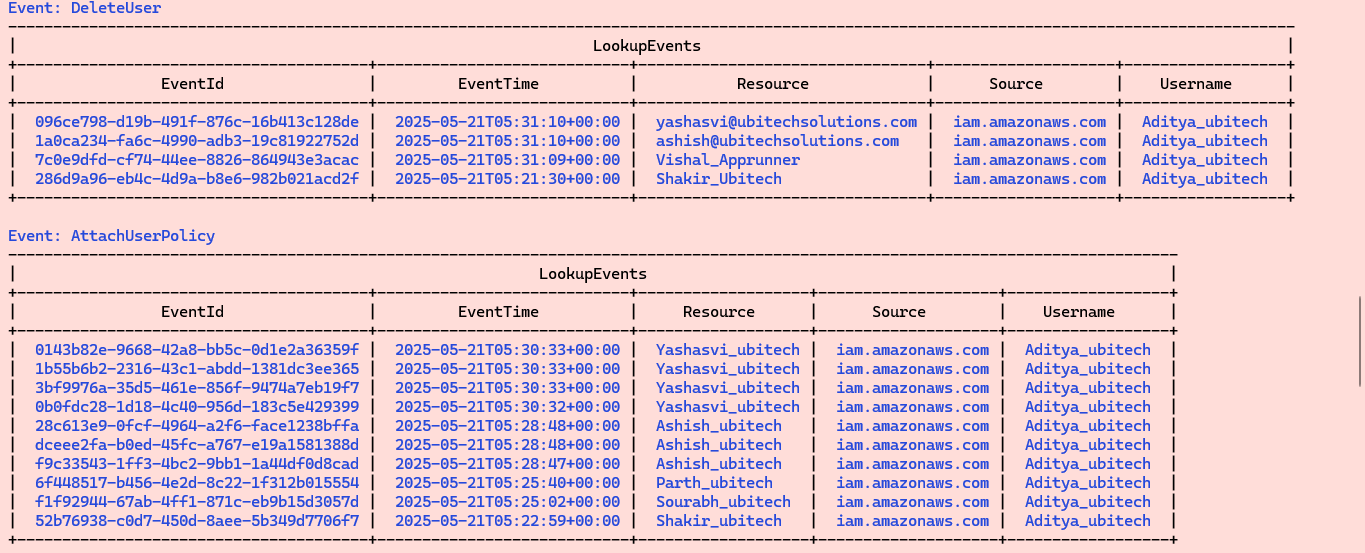 Event: DeleteUser
LookupEvents
EventId | EventTime | Resource | Source | Username
096ce798-d19b-491f-876c-16b413c128de | 2025-05-21T05:31:10+00:00 | yashasvi@ubitechsolutions.com | iam.amazonaws.com | Aditya_ubitech
1a0ca234-fa6c-4990-adb3-19c81922752d | 2025-05-21T05:31:10+00:00 | ashish@ubitechsolutions.com | iam.amazonaws.com | Aditya_ubitech
7c0e9dfd-cf74-44ee-8826-864943e3acac | 2025-05-21T05:31:09+00:00 | Vishal_Apprunner | iam.amazonaws.com | Aditya_ubitech
286d9a96-eb4c-4d9a-b8e6-982b021acd2f | 2025-05-21T05:21:30+00:00 | Shakir_Ubitech | iam.amazonaws.com | Aditya_ubitech
Event: AttachUserPolicy
LookupEvents
EventId | EventTime | Resource | Source | Username
0143b82e-9668-42a8-bb5c-0d1e2a36359f | 2025-05-21T05:30:33+00:00 | Yashasvi_ubitech | iam.amazonaws.com | Aditya_ubitech
1b55b6b2-2316-43c1-abdd-1381dc3ee365 | 2025-05-21T05:30:33+00:00 | Yashasvi_ubitech | iam.amazonaws.com | Aditya_ubitech
3bf9976a-35d5-461e-856f-9474a7eb19f7 | 2025-05-21T05:30:33+00:00 | Yashasvi_ubitech | iam.amazonaws.com | Aditya_ubitech
0b0fdc28-1d18-4c40-956d-183c5e429399 | 2025-05-21T05:30:32+00:00 | Yashasvi_ubitech | iam.amazonaws.com | Aditya_ubitech
28c613e9-0fcf-4964-a2f6-face1238bffa | 2025-05-21T05:28:48+00:00 | Ashish_ubitech | iam.amazonaws.com | Aditya_ubitech
dceee2fa-b0ed-45fc-a767-e19a1581388d | 2025-05-21T05:28:48+00:00 | Ashish_ubitech | iam.amazonaws.com | Aditya_ubitech
f9c33543-1ff3-4bc2-9bb1-1a44df0d8cad | 2025-05-21T05:28:47+00:00 | Ashish_ubitech | iam.amazonaws.com | Aditya_ubitech
6f448517-b456-4e2d-8c22-1f312b015554 | 2025-05-21T05:25:40+00:00 | Parth_ubitech | iam.amazonaws.com | Aditya_ubitech
f1f92944-67ab-4ff1-871c-eb9b15d3057d | 2025-05-21T05:25:02+00:00 | Sourabh_ubitech | iam.amazonaws.com | Aditya_ubitech
52b76938-c0d7-450d-8aee-5b349d7706f7 | 2025-05-21T05:22:59+00:00 | Shakir_ubitech | iam.amazonaws.com | Aditya_ubitech